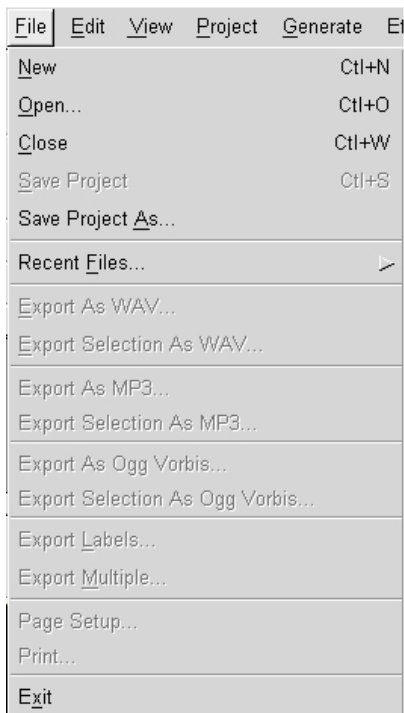 File Edit View Project Generate
New Ctl+N
Open... Ctl+O
Close Ctl+W
Save Project Ctl+S
Save Project As...
Recent Files...
Export As WAV...
Export Selection As WAV...
Export As MP3...
Export Selection As MP3...
Export As Ogg Vorbis...
Export Selection As Ogg Vorbis...
Export Labels...
Export Multiple...
Page Setup...
Print...
Exit